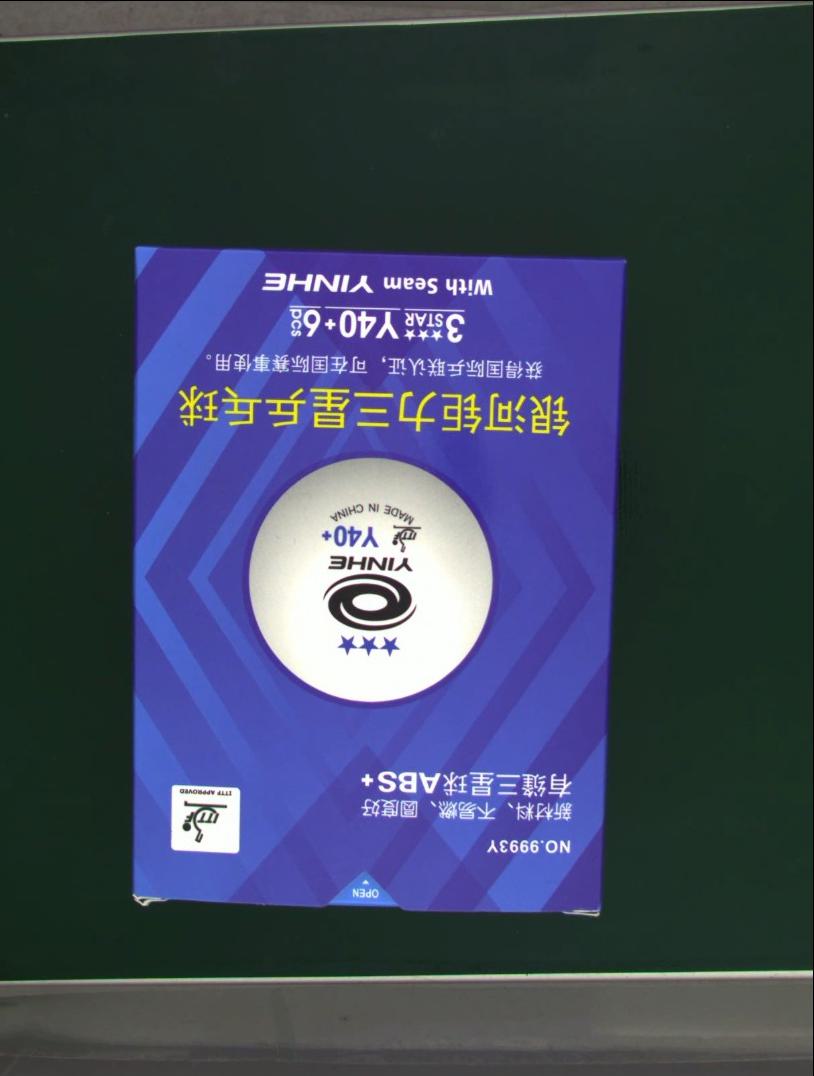 OPEN
NO.9993Y
新材料、不易燃、圆度好
有缝三星球ABS+
ITTF APPROVED
YINHE
Y40+
MADE IN CHINA
银河钜力三星乒乓球
获得国际乒联认证，可在国际赛事使用。
3 STAR Y40+ 6 PCS
With Seam YINHE